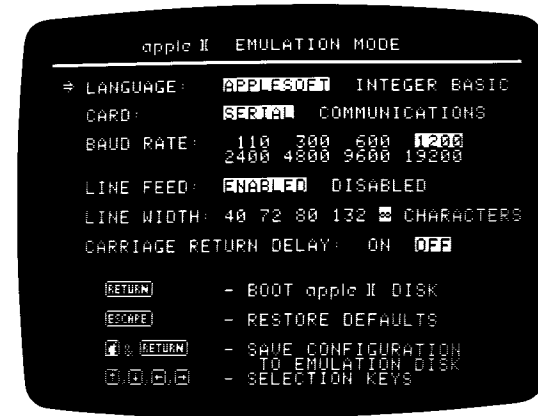 apple ][ EMULATION MODE
⇒ LANGUAGE: APPLESOFT INTEGER BASIC
CARD: SERIAL COMMUNICATIONS
BAUD RATE: 110 300 600 1200
2400 4800 9600 19200
LINE FEED: ENABLED DISABLED
LINE WIDTH: 40 72 80 132 ∞ CHARACTERS
CARRIAGE RETURN DELAY: ON OFF
RETURN - BOOT apple ][ DISK
ESCAPE - RESTORE DEFAULTS
& RETURN - SAVE CONFIGURATION
TO EMULATION DISK
↑,↓,←,→ - SELECTION KEYS